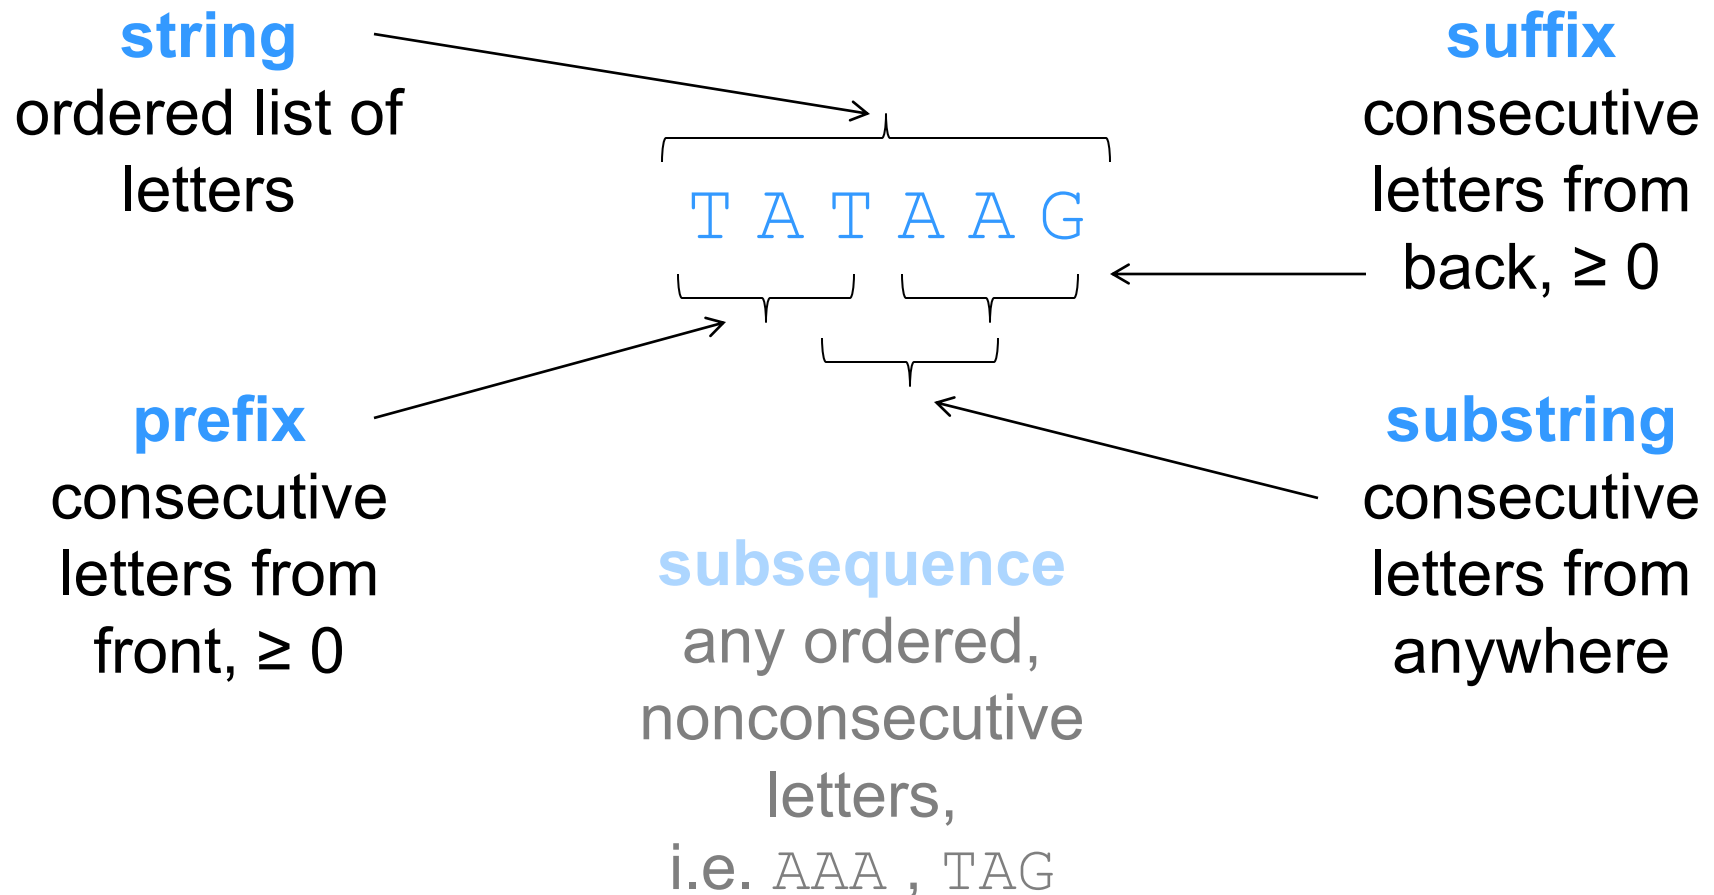 string
ordered list of
letters
suffix
consecutive
letters from
back, ≥ 0
T A T A A G
prefix
consecutive
letters from
front, ≥ 0
substring
consecutive
letters from
anywhere
subsequence
any ordered,
nonconsecutive
letters,
i.e. AAA , TAG